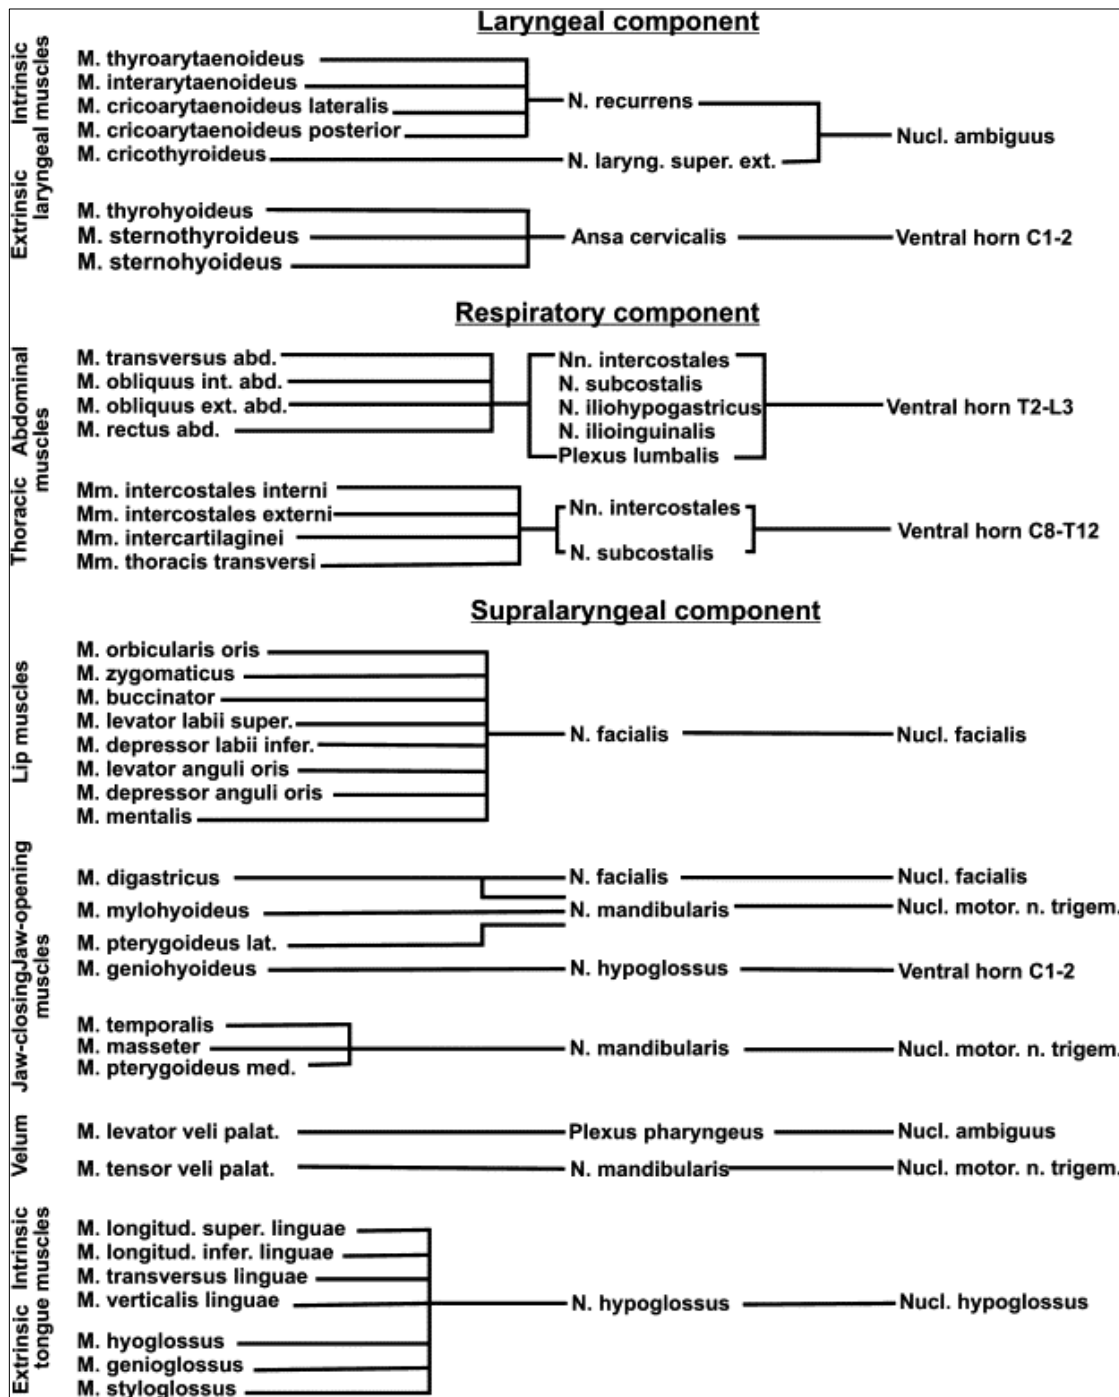 Laryngeal component
Intrinsic
Extrinsic
laryngeal muscles
M. thyroarytaenoideus
M. interarytaenoideus
M. cricoarytaenoideus lateralis
M. cricoarytaenoideus posterior
M. cricothyroideus
N. recurrens
N. laryng. super. ext.
Nucl. ambiguus
M. thyrohyoideus
M. sternothyroideus
M. sternohyoideus
Ansa cervicalis
Ventral horn C1-2
Respiratory component
Abdominal
Thoracic
muscles
M. transversus abd.
M. obliquus int. abd.
M. obliquus ext. abd.
M. rectus abd.
Nn. intercostales
N. subcostalis
N. iliohypogastricus
N. ilioinguinalis
Plexus lumbalis
Ventral horn T2-L3
Mm. intercostales interni
Mm. intercostales externi
Mm. intercartilaginei
Mm. thoracis transversi
Nn. intercostales
N. subcostalis
Ventral horn C8-T12
Supralaryngeal component
Lip muscles
M. orbicularis oris
M. zygomaticus
M. buccinator
M. levator labii super.
M. depressor labii infer.
M. levator anguli oris
M. depressor anguli oris
M. mentalis
N. facialis
Nucl. facialis
Jaw-opening
Jaw-closing
muscles
M. digastricus
M. mylohyoideus
M. pterygoideus lat.
M. geniohyoideus
N. facialis
N. mandibularis
N. hypoglossus
Nucl. facialis
Nucl. motor. n. trigem.
Ventral horn C1-2
M. temporalis
M. masseter
M. pterygoideus med.
N. mandibularis
Nucl. motor. n. trigem.
Velum
M. levator veli palat.
Plexus pharyngeus
Nucl. ambiguus
M. tensor veli palat.
N. mandibularis
Nucl. motor. n. trigem.
Intrinsic
Extrinsic
tongue muscles
M. longitud. super. linguae
M. longitud. infer. linguae
M. transversus linguae
M. verticalis linguae
M. hyoglossus
M. genioglossus
M. styloglossus
N. hypoglossus
Nucl. hypoglossus